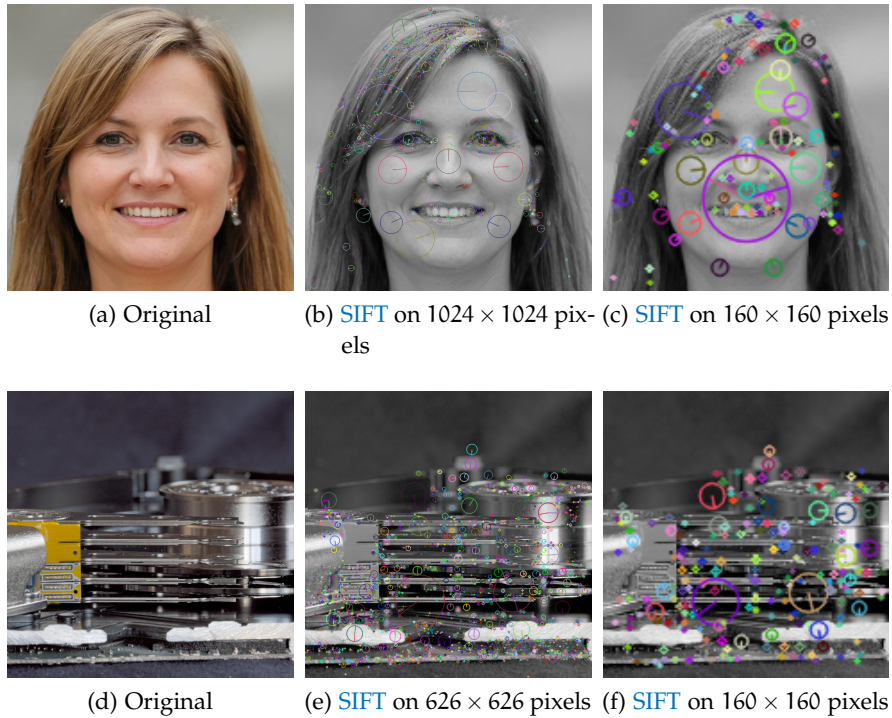 (a) Original
(b) SIFT on 1024 × 1024 pix-
els
(c) SIFT on 160 × 160 pixels
(d) Original
(e) SIFT on 626 × 626 pixels
(f) SIFT on 160 × 160 pixels